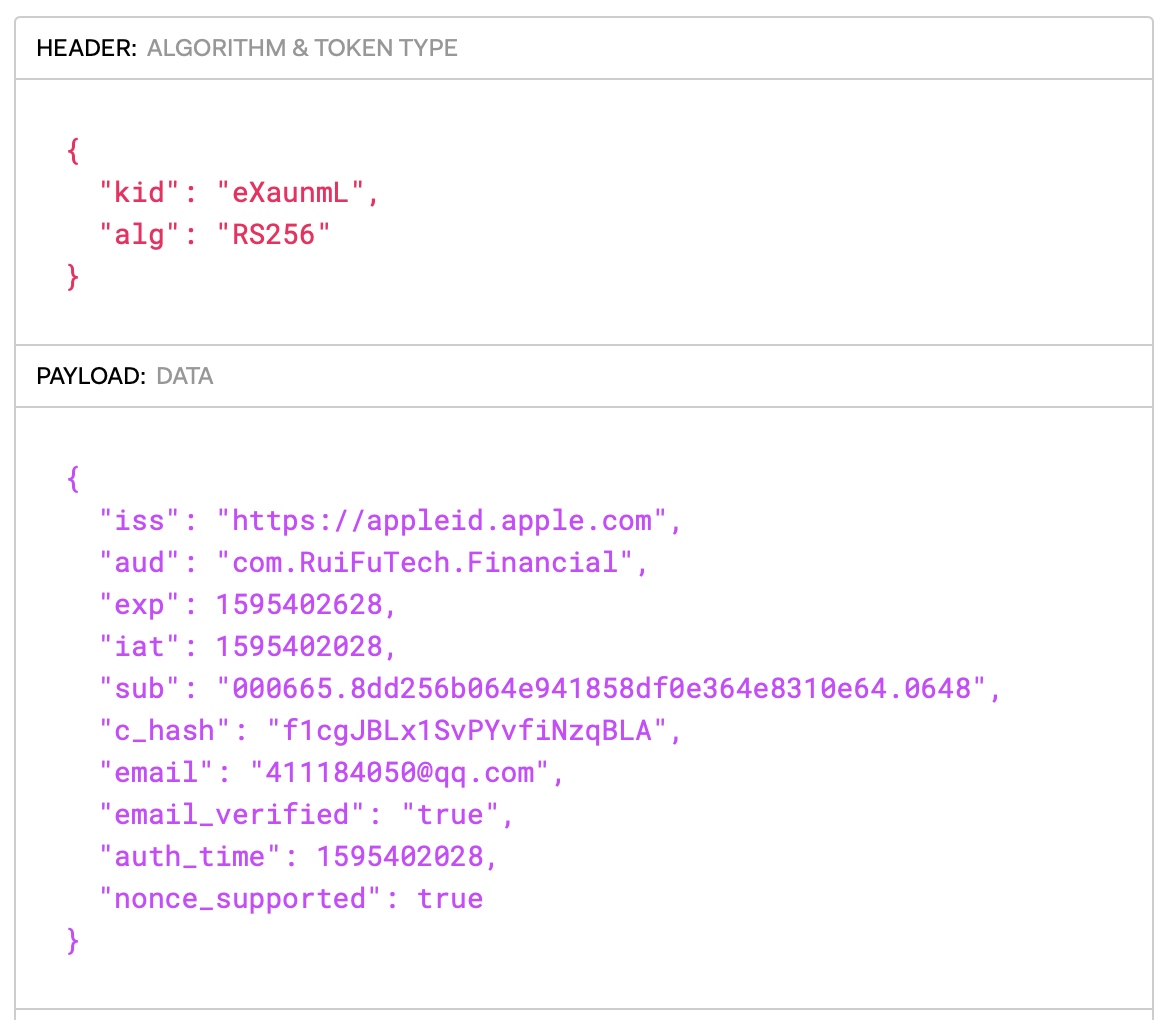 HEADER: ALGORITHM & TOKEN TYPE
{
"kid": "eXaunmL",
"alg": "RS256"
}
PAYLOAD: DATA
{
"iss": "https://appleid.apple.com",
"aud": "com.RuiFuTech.Financial",
"exp": 1595402628,
"iat": 1595402028,
"sub": "000665.8dd256b064e941858df0e364e8310e64.0648",
"c_hash": "f1cgJBLx1SvPYvfiNzqBLA",
"email": "411184050@qq.com",
"email_verified": "true",
"auth_time": 1595402028,
"nonce_supported": true
}